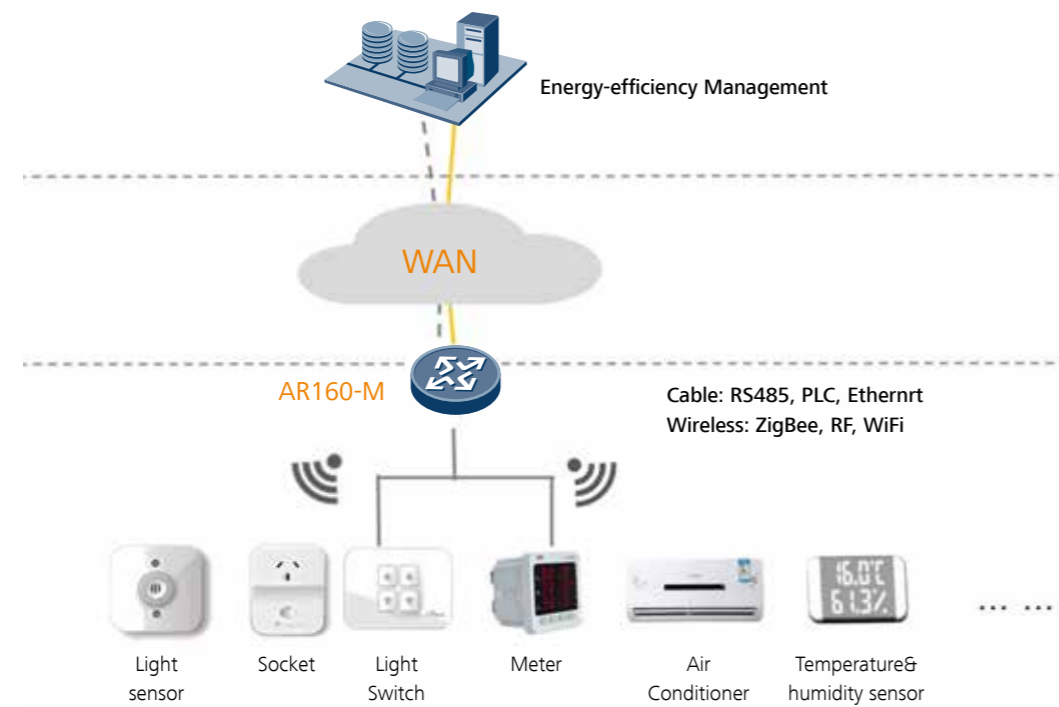 Energy-efficiency Management
WAN
AR160-M
Cable: RS485, PLC, Ethernrt
Wireless: ZigBee, RF, WiFi
16.0℃
61.3%
... ...
Light
sensor
Socket
Light
Switch
Meter
Air
Conditioner
Temperature&
humidity sensor